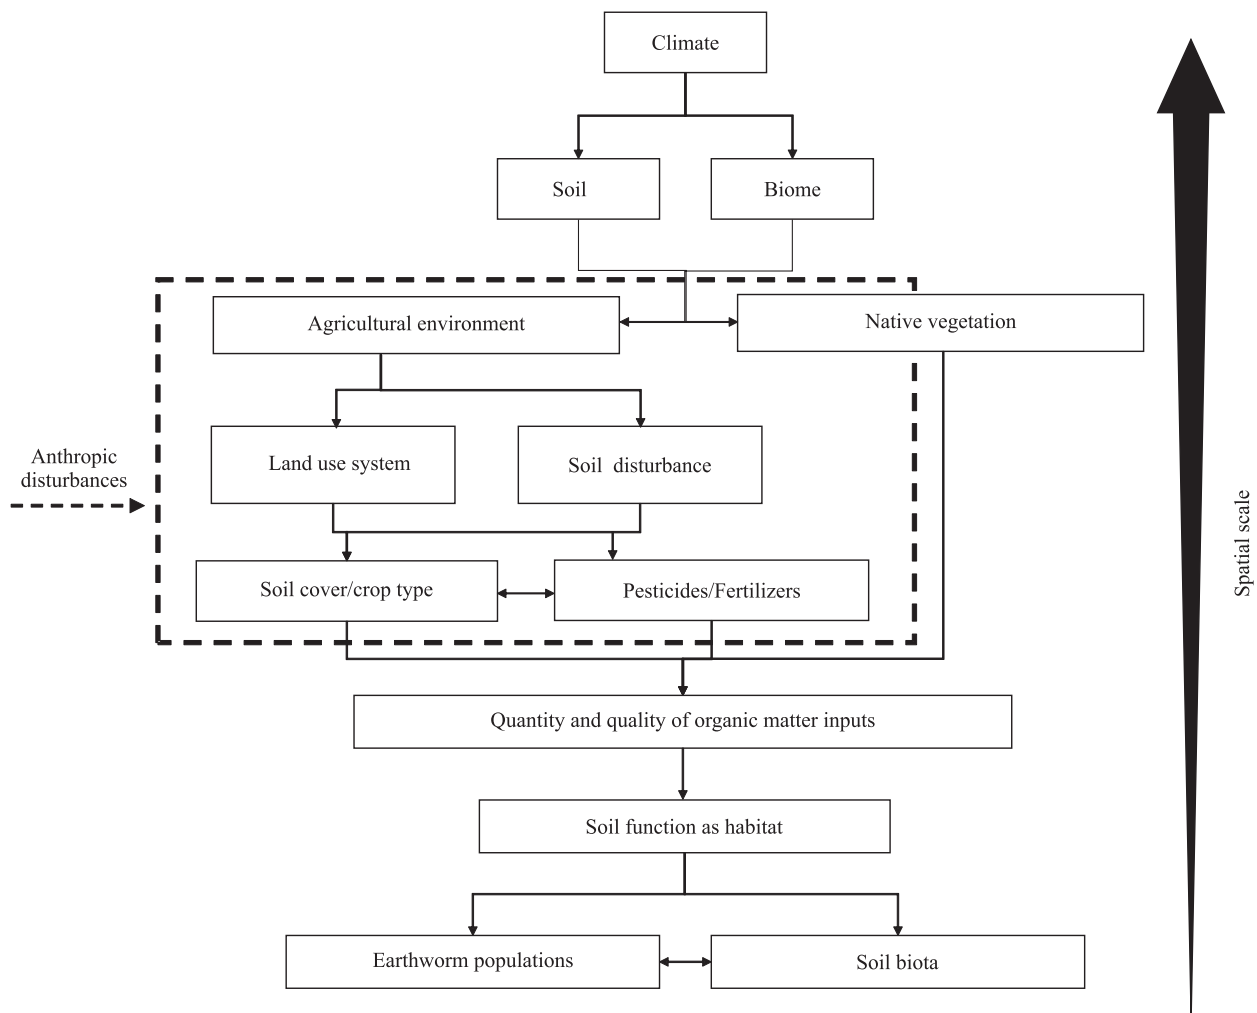 Climate
Soil
Biome
Agricultural environment
Native vegetation
Land use system
Soil disturbance
Anthropic
disturbances
Soil cover/crop type
Pesticides/Fertilizers
Spatial scale
Quantity and quality of organic matter inputs
Soil function as habitat
Earthworm populations
Soil biota